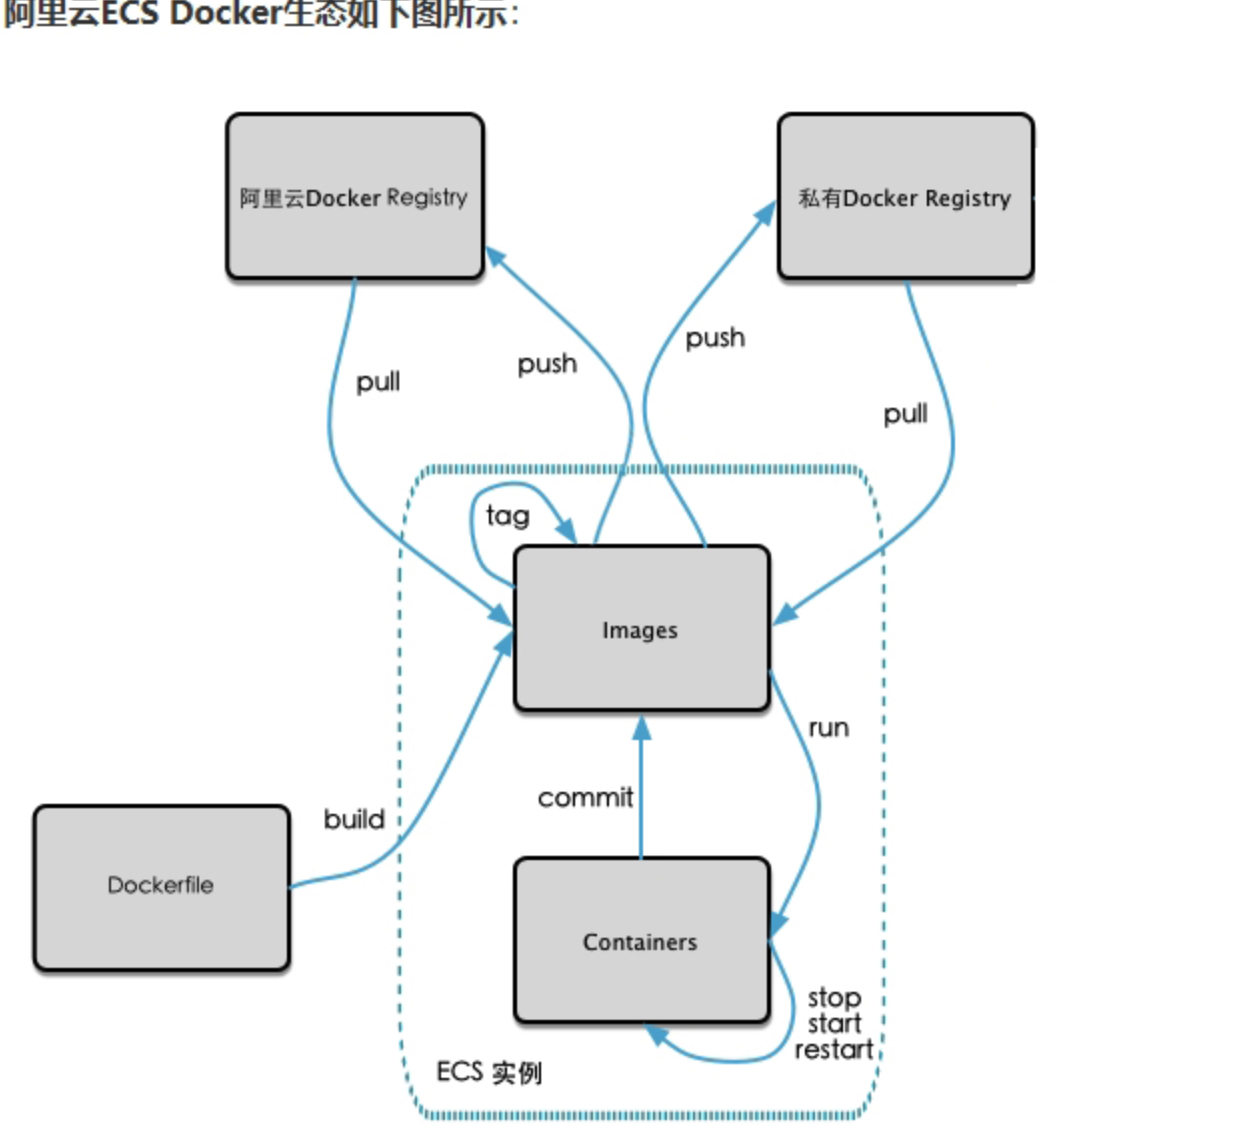 阿里云ECS Docker生态如下图所示：
阿里云Docker Registry
私有Docker Registry
push
push
pull
pull
tag
Images
run
commit
build
Dockerfile
Containers
stop
start
restart
ECS 实例